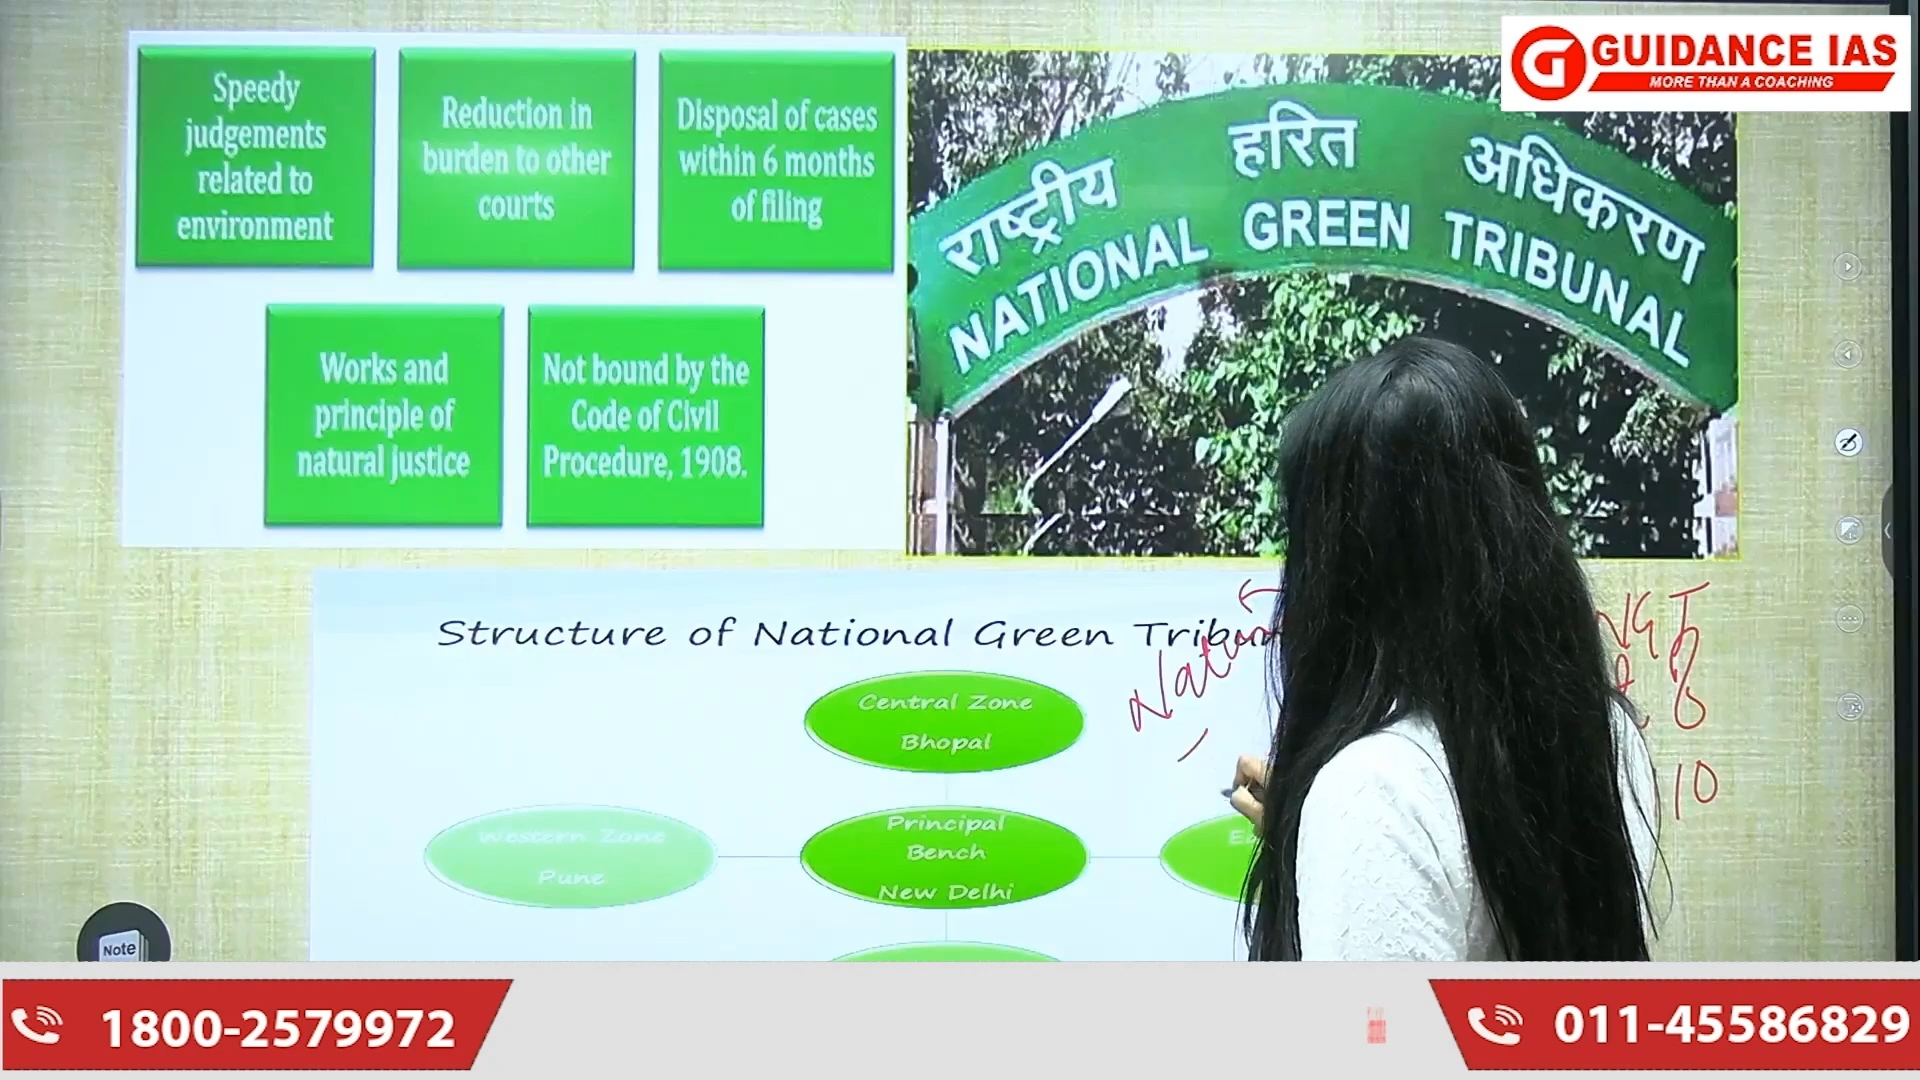 GUIDANCE IAS
MORE THAN A COACHING
Speedy
judgements
related to
environment
Reduction in
burden to other
courts
Disposal of cases
within 6 months
of filing
Works and
principle of
natural justice
Not bound by the
Code of Civil
Procedure, 1908.
राष्ट्रीय हरित अधिकरण
NATIONAL GREEN TRIBUNAL
Structure of National Green
NGT
10
Central Zone
Bhopal
Western Zone
Pune
Principal
Bench
New Delhi
Note
1800-2579972
011-45586829